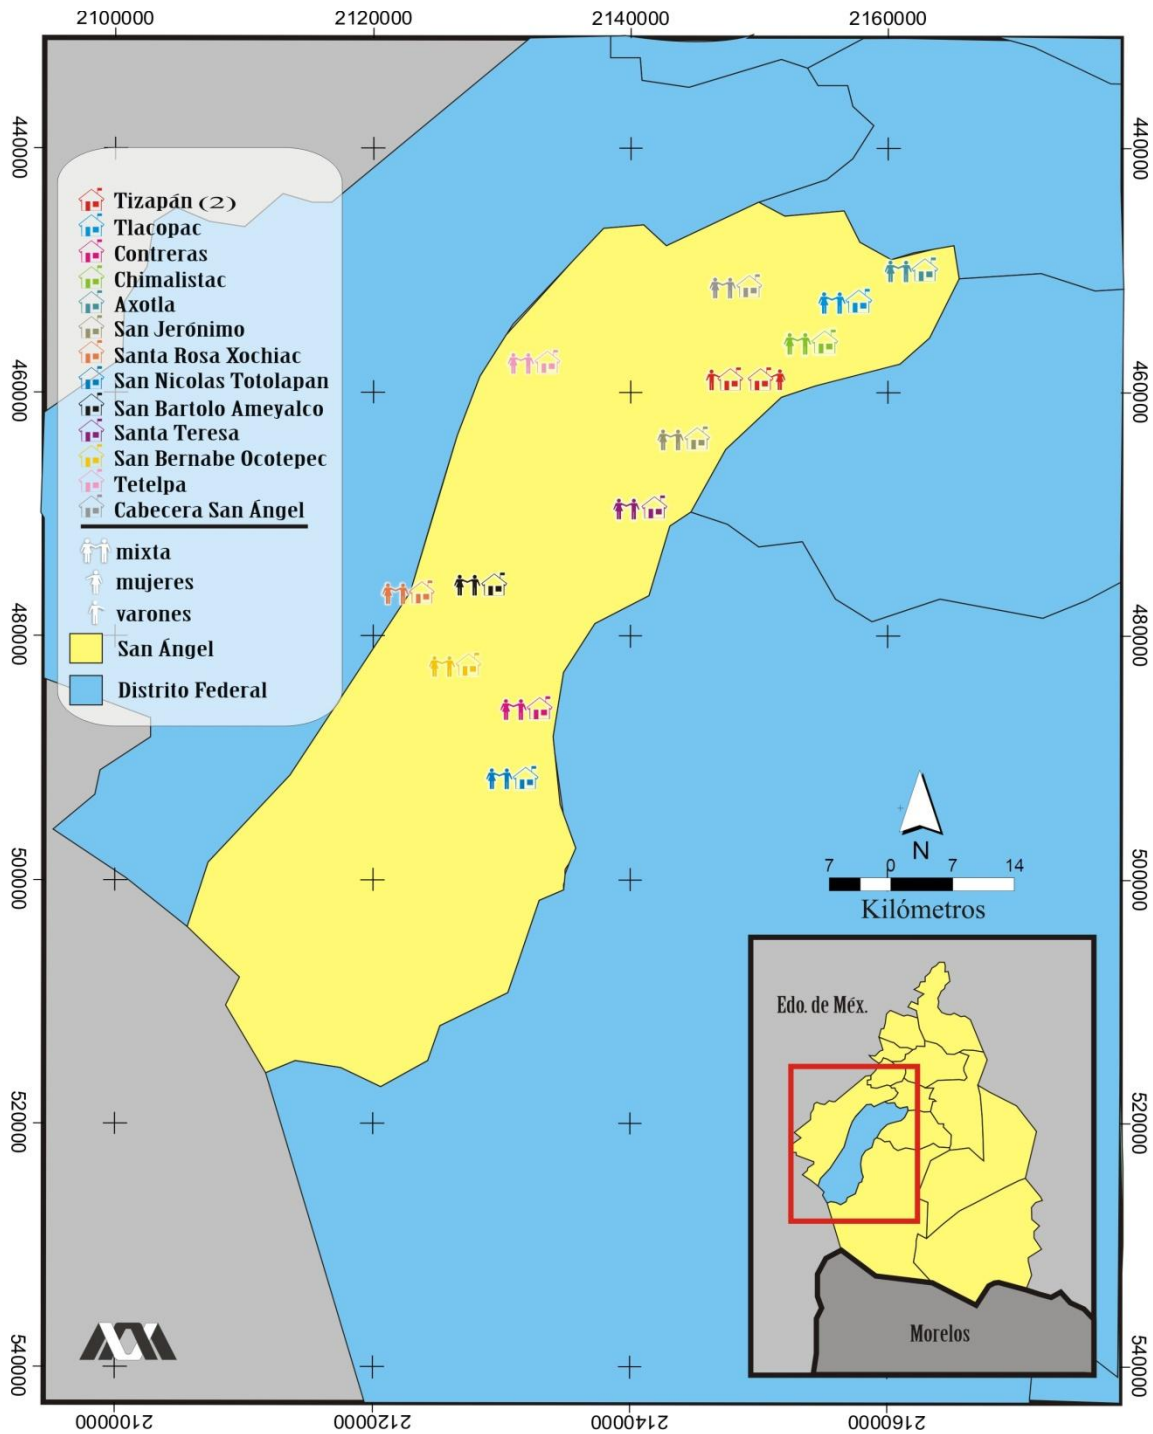 2100000 2120000 2140000 2160000
440000 440000
460000 460000
480000 480000
500000 500000
520000 520000
540000 540000
Tizapán (2)
Tlacopac
Contreras
Chimalistac
Axotla
San Jerónimo
Santa Rosa Xochiac
San Nicolas Totolapan
San Bartolo Ameyalco
Santa Teresa
San Bernabe Ocotepec
Tetelpa
Cabecera San Ángel
mixta
mujeres
varones
San Ángel
Distrito Federal
N
7 0 7 14
Kilómetros
Edo. de Méx.
Morelos
2100000 2120000 2140000 2160000